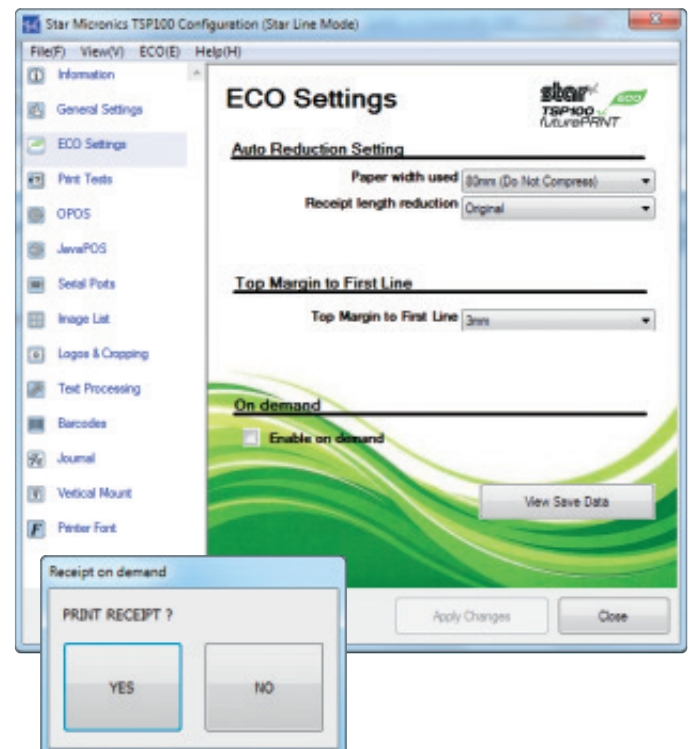 Star Micronics TSP100 Configuration (Star Line Mode)
File(F) View(V) ECO(E) Help(H)
Information
General Settings
ECO Settings
Print Tests
OPOS
JavaPOS
Serial Ports
Image List
Logos & Cropping
Text Processing
Barcodes
Journal
Vertical Mount
Printer Font
ECO Settings
star eco
TSP100
futurePRNT
Auto Reduction Setting
Paper width used 80mm (Do Not Compress)
Receipt length reduction Original
Top Margin to First Line
Top Margin to First Line 3mm
On demand
Enable on demand
View Save Data
Apply Changes Close
Receipt on demand
PRINT RECEIPT ?
YES NO